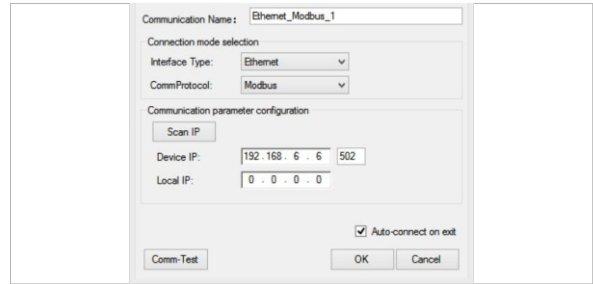 Communication Name: Ethernet_Modbus_1
Connection mode selection
Interface Type: Ethernet
CommProtocol: Modbus
Communication parameter configuration
Scan IP
Device IP: 192 . 168 . 6 . 6 502
Local IP: 0 . 0 . 0 . 0
Auto-connect on exit
Comm-Test OK Cancel